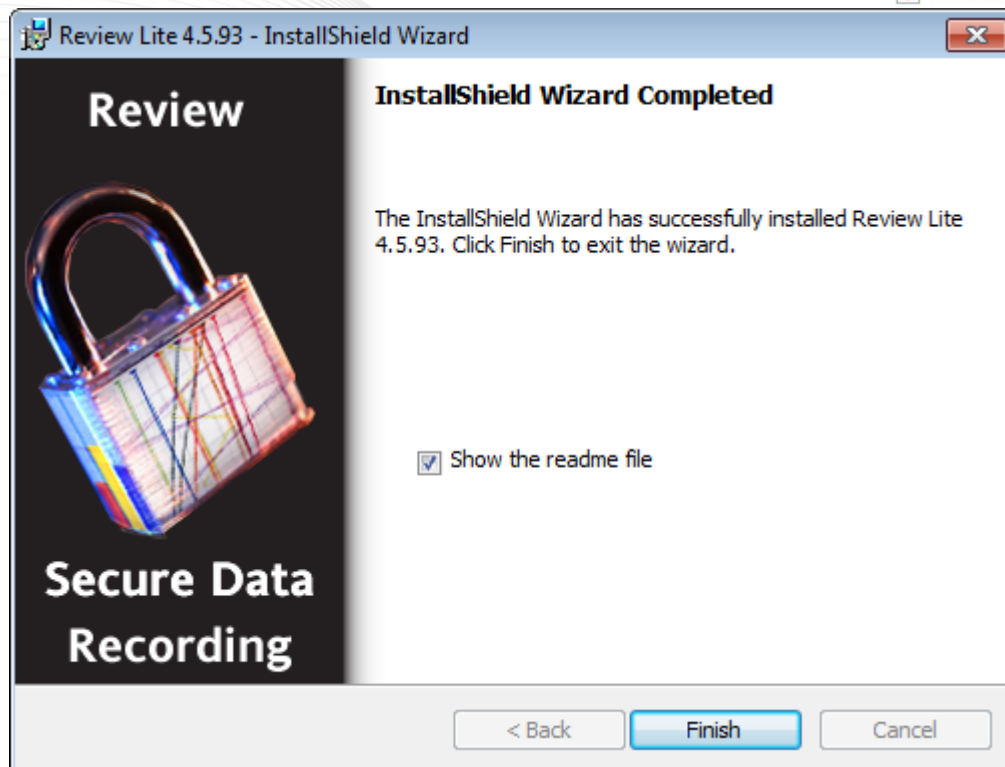 Review Lite 4.5.93 - InstallShield Wizard
Review
Secure Data
Recording
InstallShield Wizard Completed
The InstallShield Wizard has successfully installed Review Lite
4.5.93. Click Finish to exit the wizard.
Show the readme file
< Back
Finish
Cancel